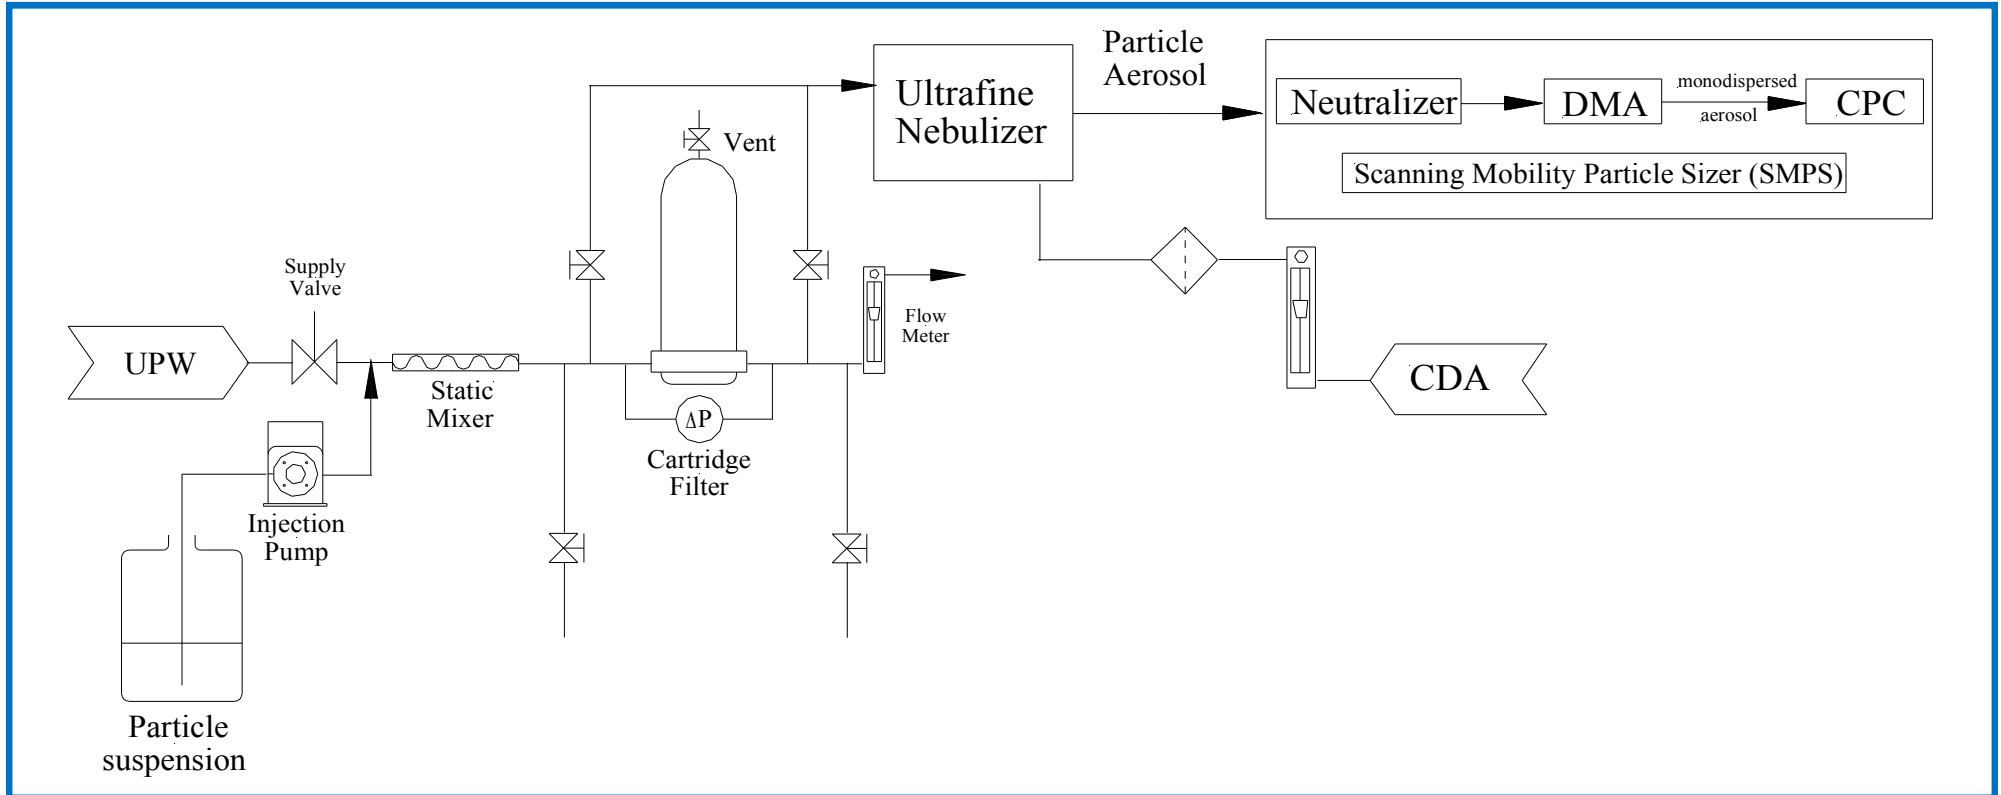 Particle
Aerosol
Ultrafine
Nebulizer
Neutralizer
DMA
monodispersed
aerosol
CPC
Scanning Mobility Particle Sizer (SMPS)
Vent
Supply
Valve
Flow
Meter
UPW
Static
Mixer
CDA
ΔP
Cartridge
Filter
Injection
Pump
Particle
suspension